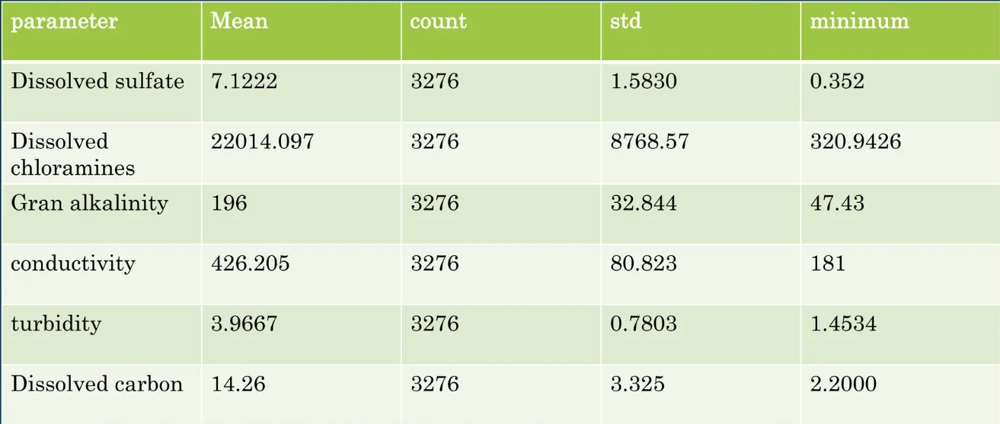 parameter Mean count std minimum
Dissolved sulfate 7.1222 3276 1.5830 0.352
Dissolved 22014.097 3276 8768.57 320.9426
chloramines
Gran alkalinity 196 3276 32.844 47.43
conductivity 426.205 3276 80.823 181
turbidity 3.9667 3276 0.7803 1.4534
Dissolved carbon 14.26 3276 3.325 2.2000